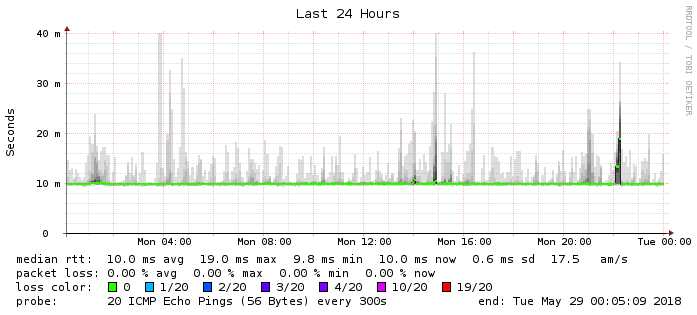 Last 24 Hours
RRDTOOL / TOBI OETIKER
Seconds
40 m
30 m
20 m
10 m
0
Mon 04:00 Mon 08:00 Mon 12:00 Mon 16:00 Mon 20:00 Tue 00:00
median rtt: 10.0 ms avg 19.0 ms max 9.8 ms min 10.0 ms now 0.6 ms sd 17.5 am/s
packet loss: 0.00 % avg 0.00 % max 0.00 % min 0.00 % now
loss color: 0 1/20 2/20 3/20 4/20 10/20 19/20
probe: 20 ICMP Echo Pings (56 Bytes) every 300s end: Tue May 29 00:05:09 2018